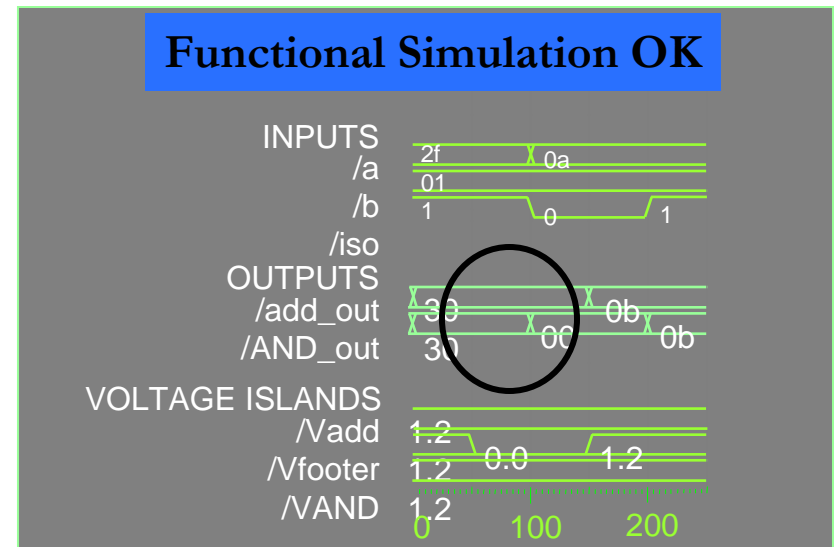 Functional Simulation OK
INPUTS
/a 2f 0a
/b 01
/iso 1 0 1
OUTPUTS
/add_out 30 0b
/AND_out 30 00 0b
VOLTAGE ISLANDS
/Vadd 1.2 0.0 1.2
/Vfooter 1.2
/VAND 1.2
0 100 200